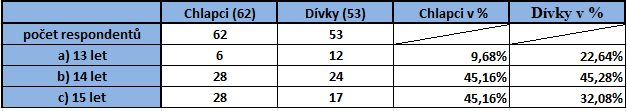 Chlapci (62) Dívky (53) Chlapci v % Dívky v %
počet respondentů 62 53
a) 13 let 6 12 9,68% 22,64%
b) 14 let 28 24 45,16% 45,28%
c) 15 let 28 17 45,16% 32,08%